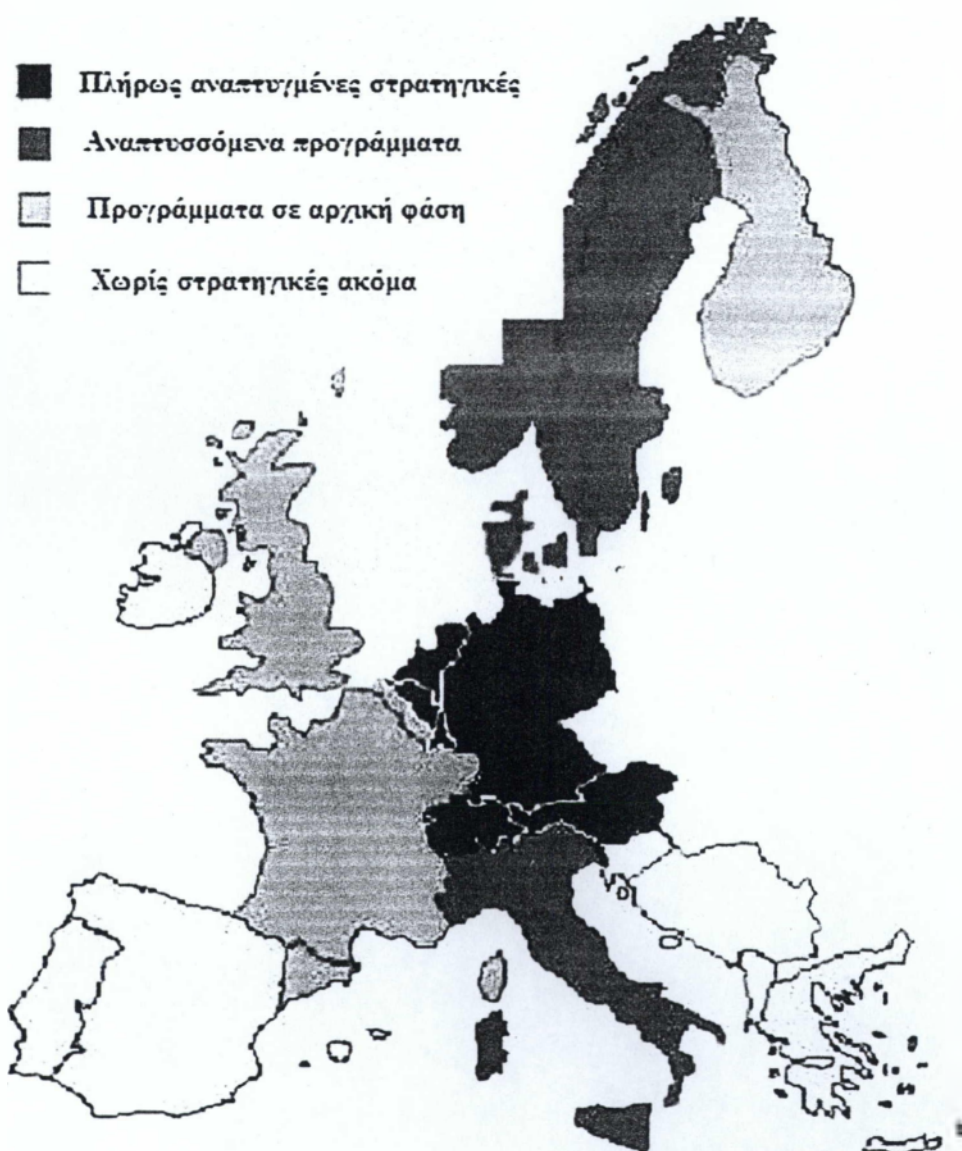 Πλήρως αναπτυγμένες στρατηγικές
Αναπτυσσόμενα προγράμματα
Προγράμματα σε αρχική φάση
Χωρίς στρατηγικές ακόμα